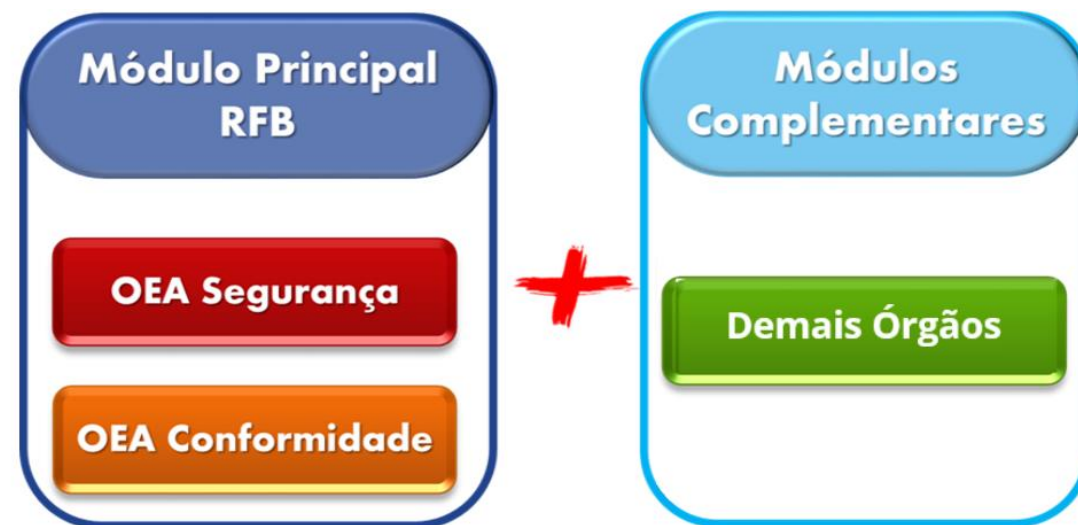 Módulo Principal
RFB
OEA Segurança
OEA Conformidade
Módulos
Complementares
Demais Órgãos